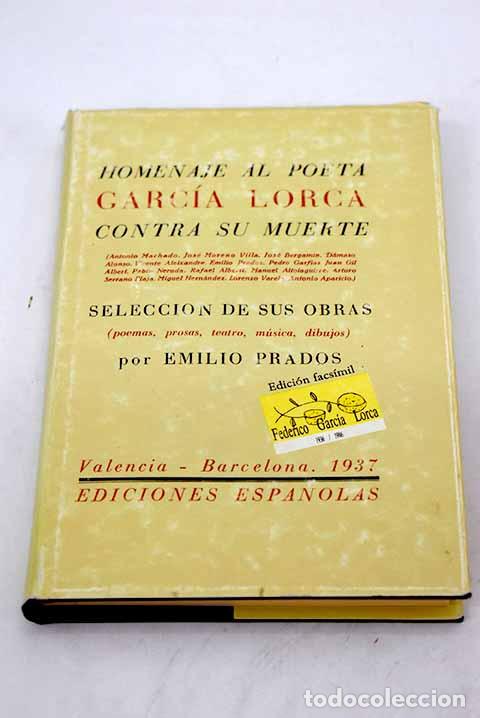 HOMENAJE AL POETA
GARCÍA LORCA
CONTRA SU MUERTE
(Antonio Machado, José Moreno Villa, José Bergamín, Dámaso
Alonso, Vicente Aleixandre, Emilio Prados, Pedro Garfias, Juan Gil
Albert, Pablo Neruda, Rafael Alberti, Manuel Altolaguirre, Arturo
Serrano Plaja, Miguel Hernández, Lorenzo Varela, Antonio Aparicio.)
SELECCION DE SUS OBRAS
(poemas, prosas, teatro, música, dibujos)
por EMILIO PRADOS
Edición facsímil
Federico García Lorca
1936 / 1986
Valencia - Barcelona. 1937
EDICIONES ESPAÑOLAS
todocoleccion